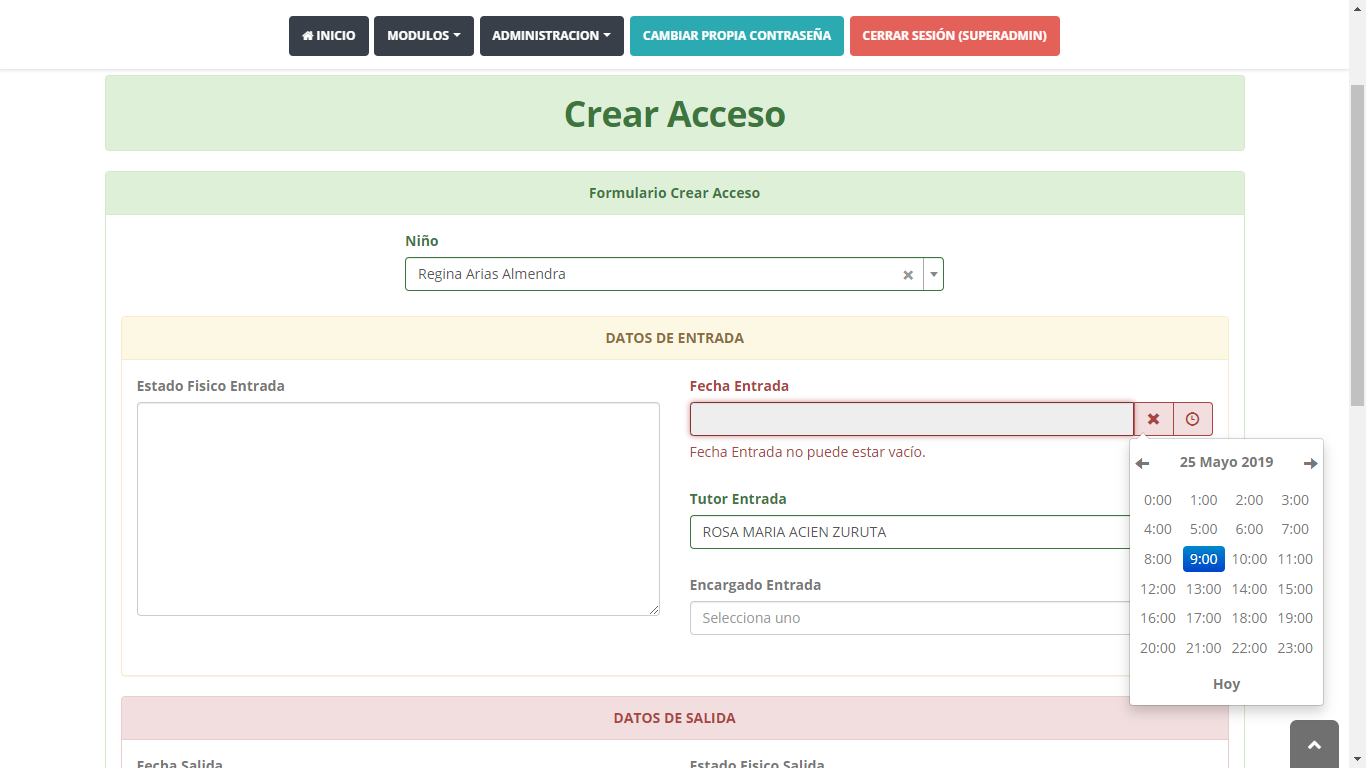 INICIO MODULOS ADMINISTRACION CAMBIAR PROPIA CONTRASEÑA CERRAR SESIÓN (SUPERADMIN)
Crear Acceso
Formulario Crear Acceso
Niño
Regina Arias Almendra
DATOS DE ENTRADA
Estado Fisico Entrada
Fecha Entrada
Fecha Entrada no puede estar vacío.
Tutor Entrada
ROSA MARIA ACIEN ZURUTA
Encargado Entrada
Selecciona uno
25 Mayo 2019
0:00 1:00 2:00 3:00
4:00 5:00 6:00 7:00
8:00 9:00 10:00 11:00
12:00 13:00 14:00 15:00
16:00 17:00 18:00 19:00
20:00 21:00 22:00 23:00
Hoy
DATOS DE SALIDA
Fecha Salida
Estado Fisico Salida